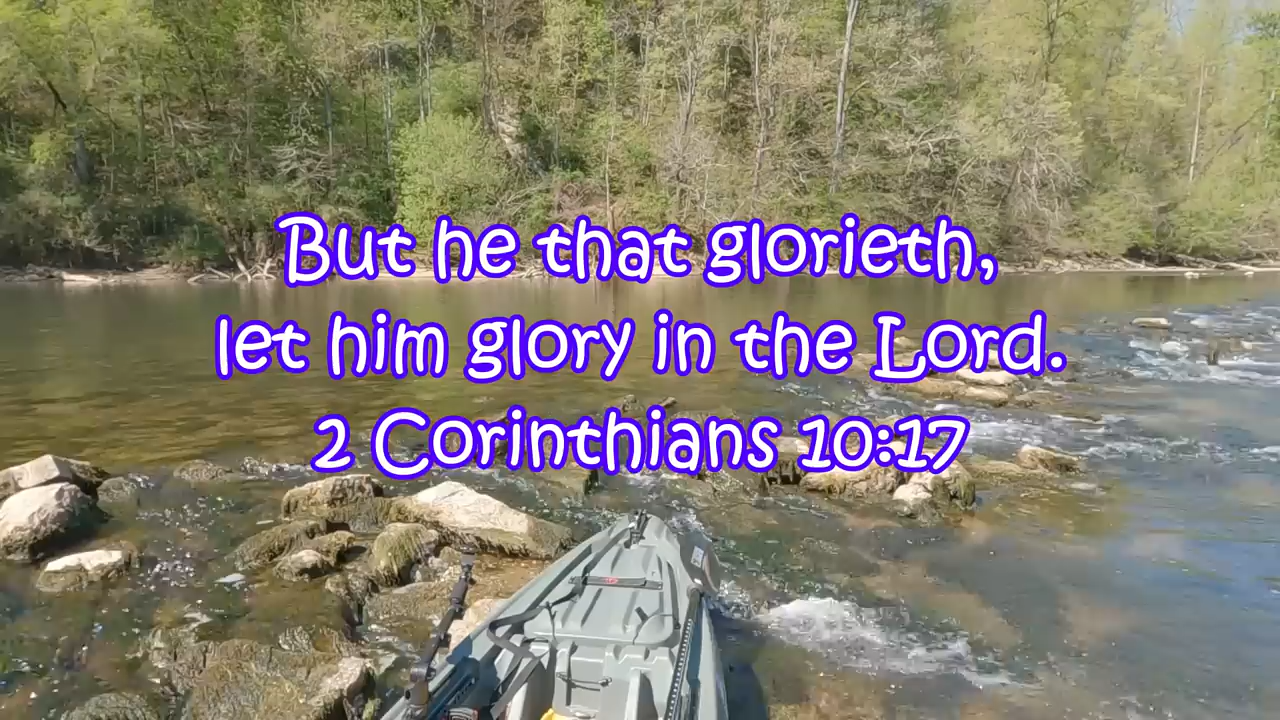 But he that glorieth,
let him glory in the Lord.
2 Corinthians 10:17